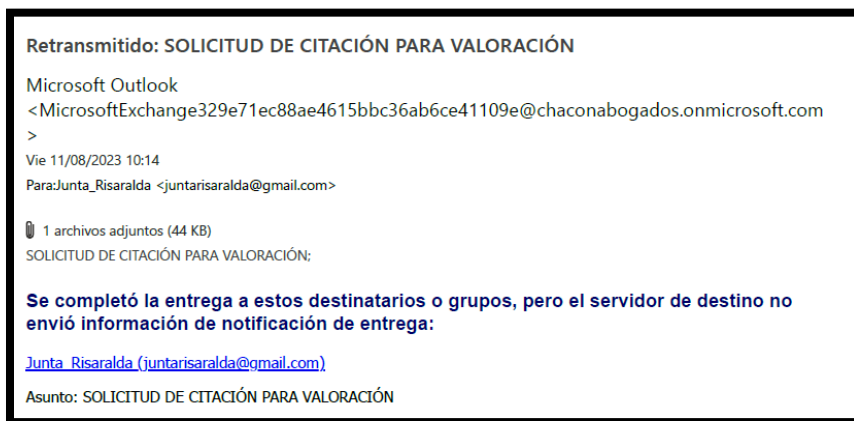 Retransmitido: SOLICITUD DE CITACIÓN PARA VALORACIÓN
Microsoft Outlook
<MicrosoftExchange329e71ec88ae4615bbc36ab6ce41109e@chaconabogados.onmicrosoft.com
>
Vie 11/08/2023 10:14
Para:Junta_Risaralda <juntarisaralda@gmail.com>
1 archivos adjuntos (44 KB)
SOLICITUD DE CITACIÓN PARA VALORACIÓN;
Se completó la entrega a estos destinatarios o grupos, pero el servidor de destino no
envió información de notificación de entrega:
Junta_Risaralda (juntarisaralda@gmail.com)
Asunto: SOLICITUD DE CITACIÓN PARA VALORACIÓN